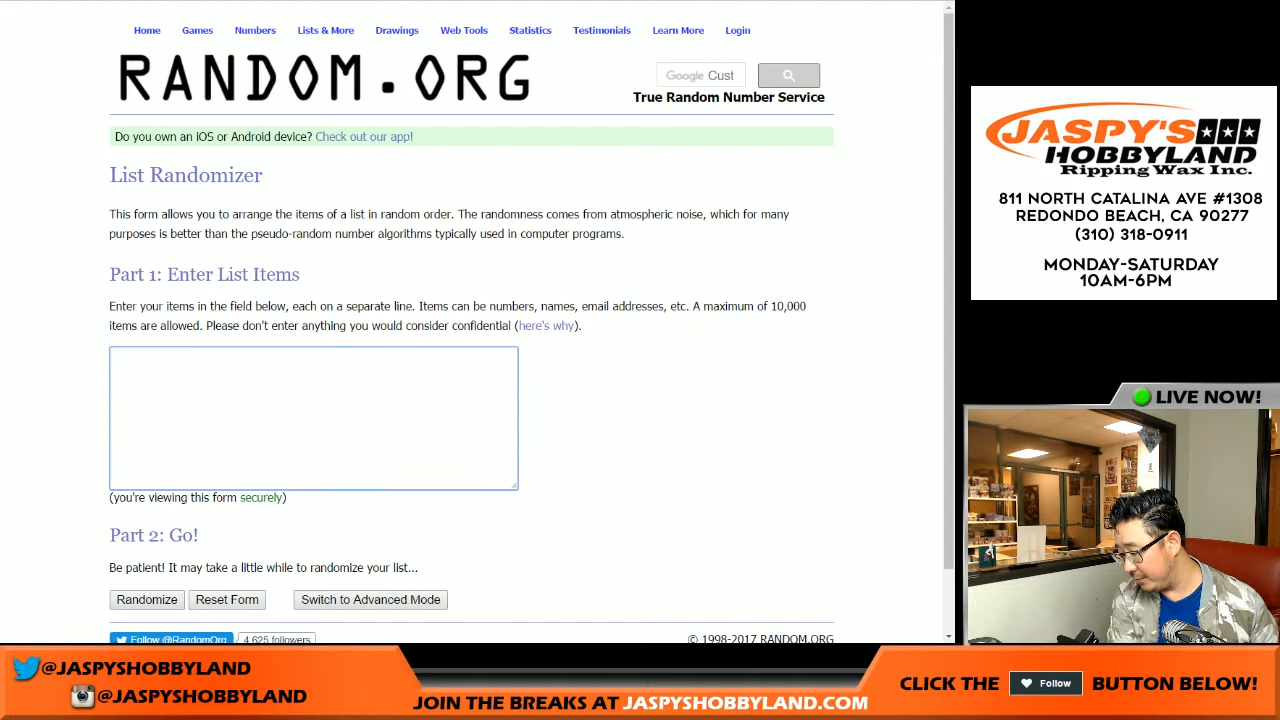 Home Games Numbers Lists & More Drawings Web Tools Statistics Testimonials Learn More Login
RANDOM.ORG
Google Cust
True Random Number Service
Do you own an iOS or Android device? Check out our app!
List Randomizer
This form allows you to arrange the items of a list in random order. The randomness comes from atmospheric noise, which for many
purposes is better than the pseudo-random number algorithms typically used in computer programs.
Part 1: Enter List Items
Enter your items in the field below, each on a separate line. Items can be numbers, names, email addresses, etc. A maximum of 10,000
items are allowed. Please don't enter anything you would consider confidential (here's why).
(you're viewing this form securely)
Part 2: Go!
Be patient! It may take a little while to randomize your list...
Randomize Reset Form Switch to Advanced Mode
Follow @RandomOrg 4,625 followers
© 1998-2017 RANDOM.ORG
JASPY'S
HOBBYLAND
Ripping Wax Inc.
811 NORTH CATALINA AVE #1308
REDONDO BEACH, CA 90277
(310) 318-0911
MONDAY-SATURDAY
10AM-6PM
LIVE NOW!
@JASPYSHOBBYLAND
@JASPYSHOBBYLAND
JOIN THE BREAKS AT JASPYSHOBBYLAND.COM
CLICK THE Follow BUTTON BELOW!